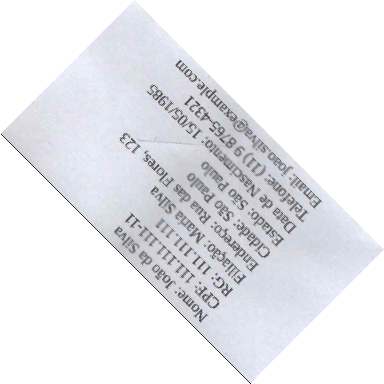 Nome: João da Silva
CPF: 111.111.111-11
RG: 111.111.111
Filiação: Maria Silva
Endereço: Rua das Flores, 123
Cidade: São Paulo
Estado: São Paulo
Data de Nascimento: 15/05/1985
Telefone: (11) 9 8765-4321
Email: joao.silva@example.com